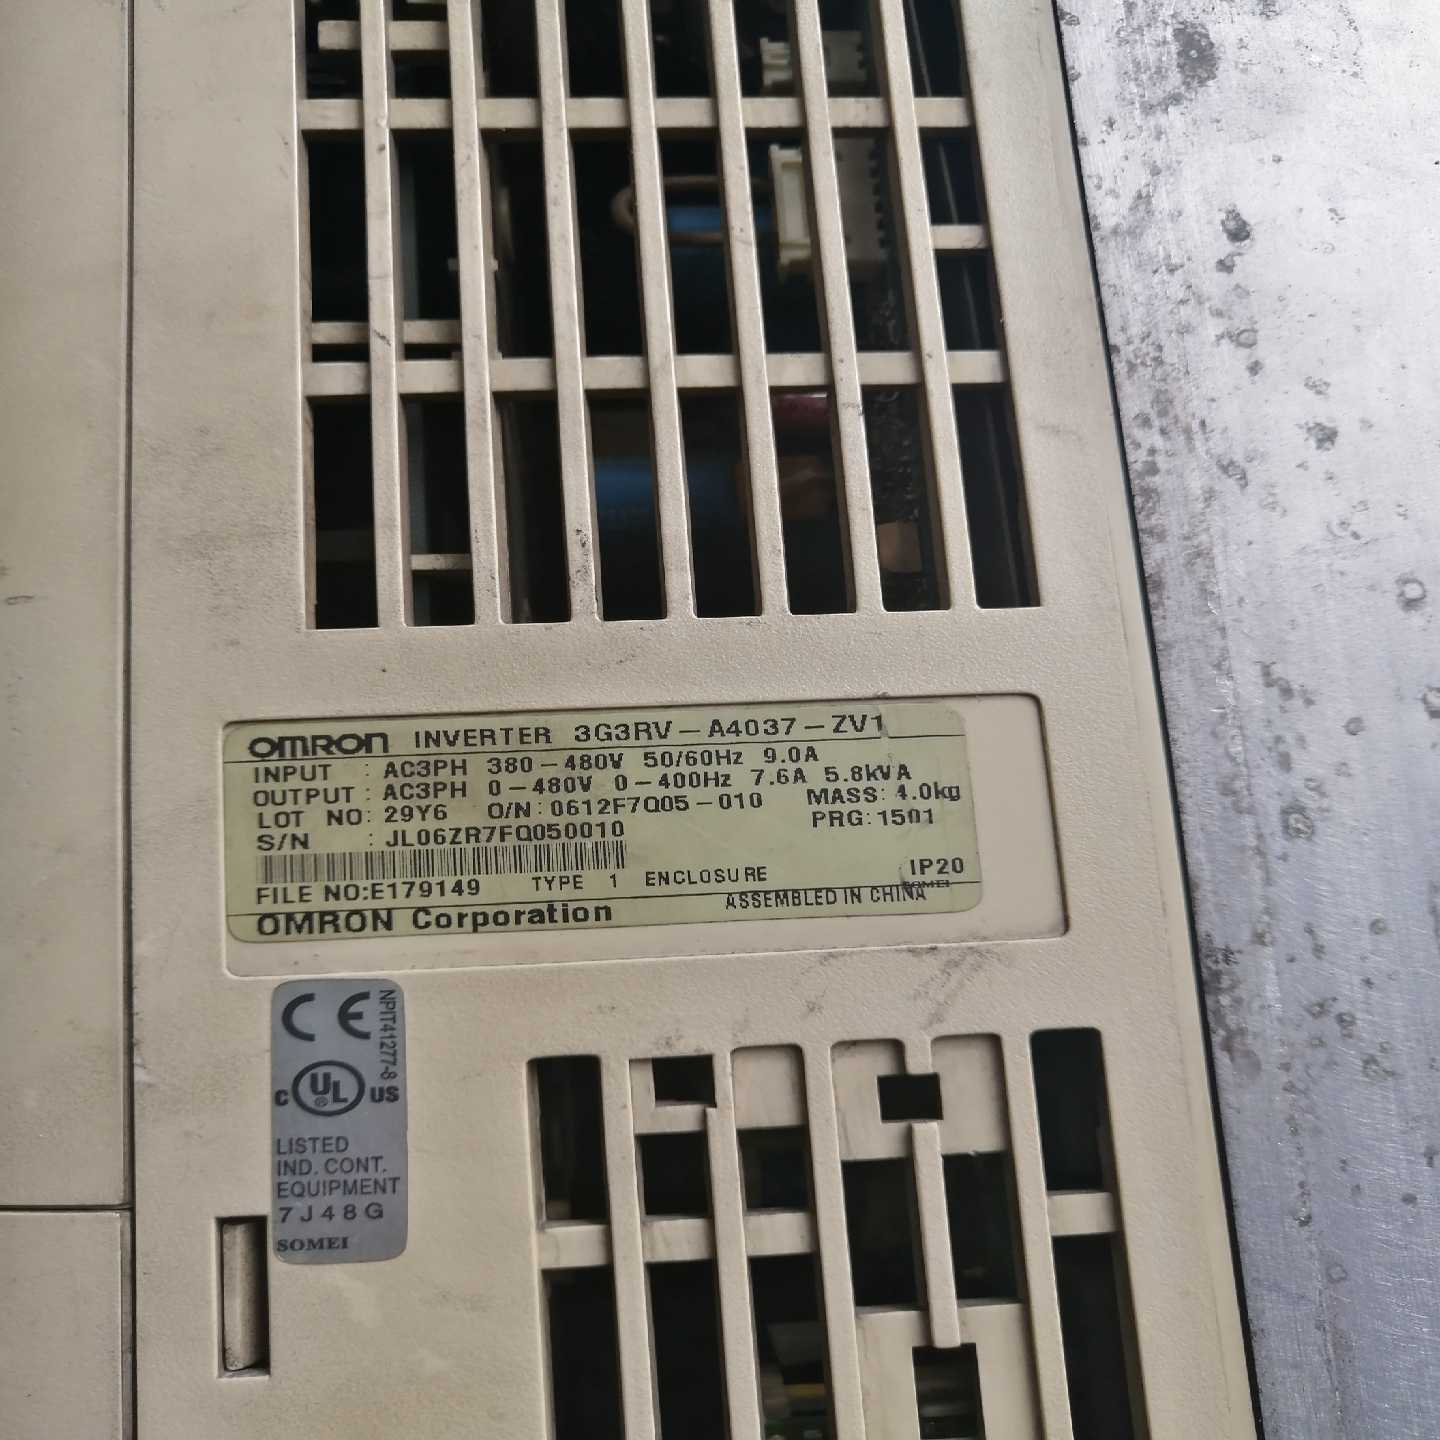 OMRON INVERTER 3G3RV-A4037-ZV1
INPUT : AC3PH 380-480V 50/60Hz 9.0A
OUTPUT : AC3PH 0-480V 0-400Hz 7.6A 5.8kVA
LOT NO: 29Y6 O/N: 0612F7Q05-010 MASS: 4.0kg
S/N : JL06ZR7FQ050010 PRG: 1501
FILE NO:E179149 TYPE 1 ENCLOSURE IP20
SOMEI
OMRON Corporation ASSEMBLED IN CHINA
CE
NPIT41277-8
C UL ® US
LISTED
IND. CONT.
EQUIPMENT
7J48G
SOMEI